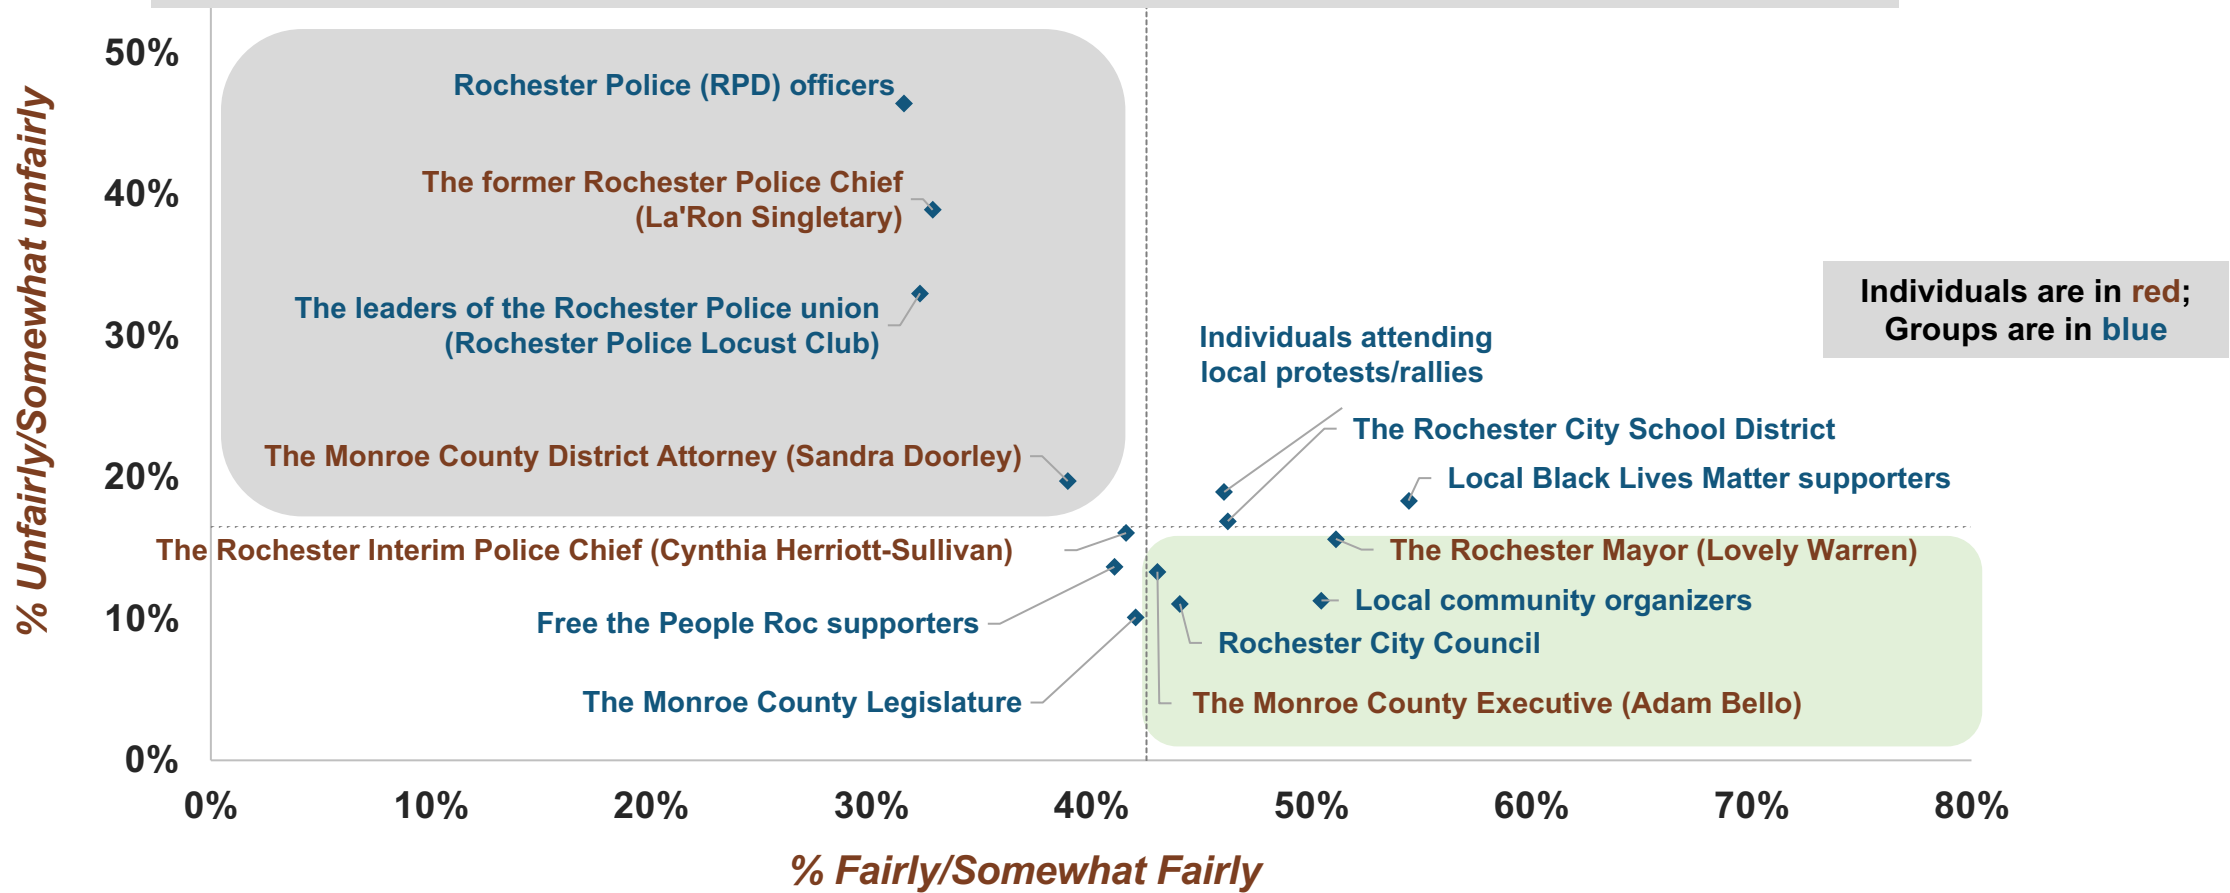 50%
Rochester Police (RPD) officers
40%
The former Rochester Police Chief
(La'Ron Singletary)
30%
The leaders of the Rochester Police union
(Rochester Police Locust Club)
Individuals are in red;
Groups are in blue
Individuals attending
local protests/rallies
The Rochester City School District
20%
The Monroe County District Attorney (Sandra Doorley)
Local Black Lives Matter supporters
The Rochester Interim Police Chief (Cynthia Herriott-Sullivan)
The Rochester Mayor (Lovely Warren)
10%
Free the People Roc supporters
Local community organizers
Rochester City Council
The Monroe County Legislature
The Monroe County Executive (Adam Bello)
0%
% Unfairly/Somewhat unfairly
0%
10%
20%
30%
40%
50%
60%
70%
80%
% Fairly/Somewhat Fairly